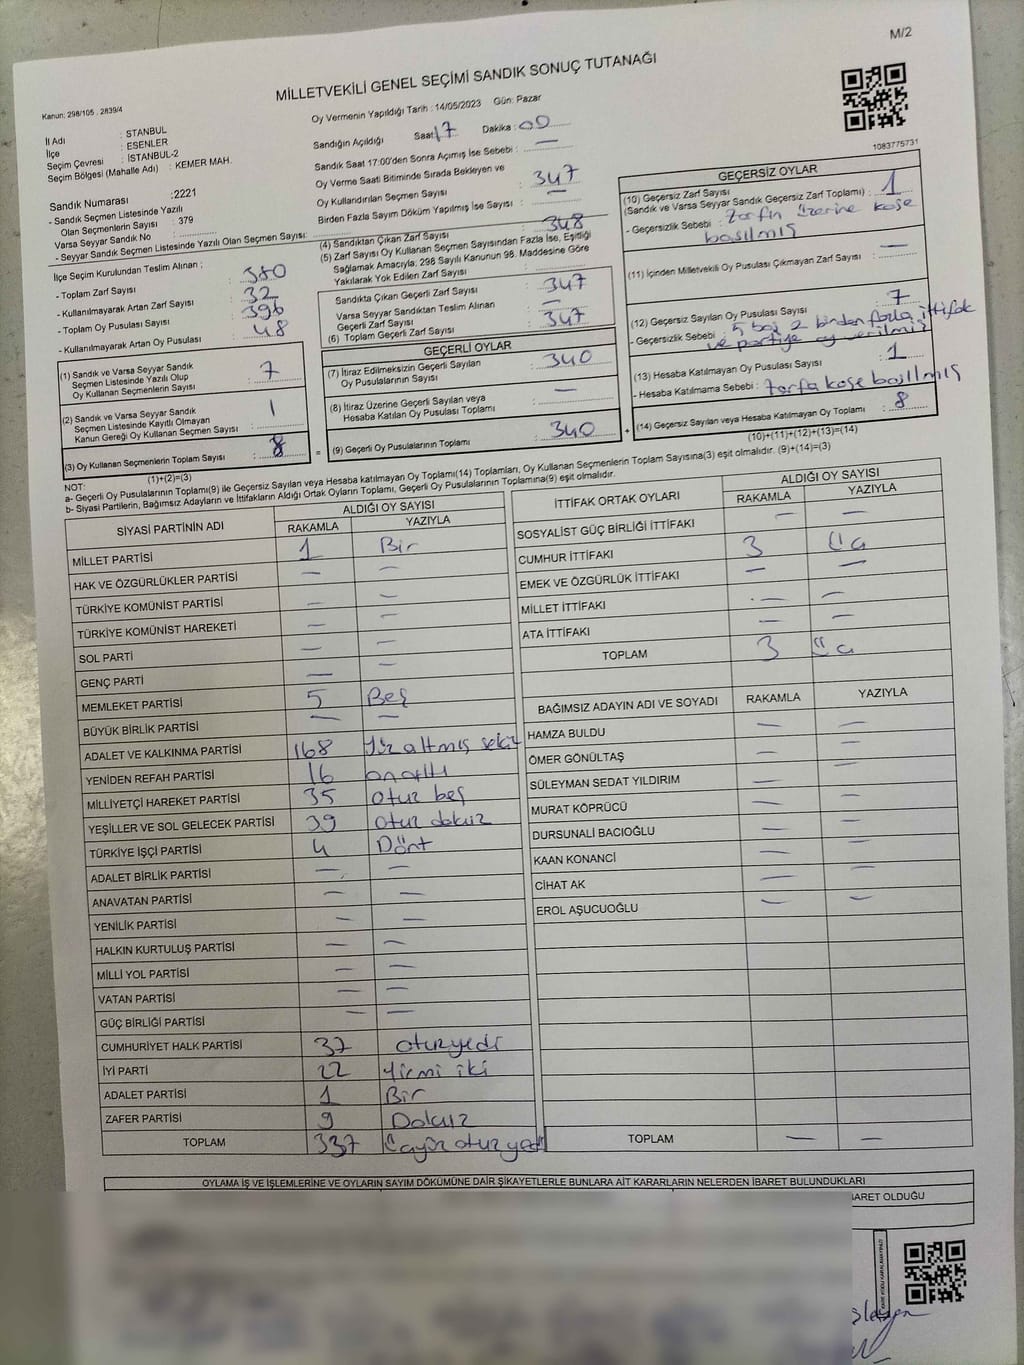 M/2
MİLLETVEKİLİ GENEL SEÇİMİ SANDIK SONUÇ TUTANAĞI
Kanun: 298/105 , 2839/4
Oy Vermenin Yapıldığı Tarih : 14/05/2023 Gün: Pazar
İl Adı : STANBUL
İlçe : ESENLER
Seçim Çevresi : İSTANBUL-2
Seçim Bölgesi (Mahalle Adı) : KEMER MAH.
Sandık Numarası :2221
- Sandık Seçmen Listesinde Yazılı
Olan Seçmenlerin Sayısı : 379
Varsa Seyyar Sandık No :
- Seyyar Sandık Seçmen Listesinde Yazılı Olan Seçmen Sayısı:
Sandığın Açıldığı Saat 17 Dakika : 00
Sandık Saat 17:00'den Sonra Açımış İse Sebebi : —
Oy Verme Saati Bitiminde Sırada Bekleyen ve
Oy Kullandırılan Seçmen Sayısı : 347
Birden Fazla Sayım Döküm Yapılmış İse Sayısı : —
İlçe Seçim Kurulundan Teslim Alınan ;
- Toplam Zarf Sayısı : 380
- Kullanılmayarak Artan Zarf Sayısı : 32
- Toplam Oy Pusulası Sayısı : 396
- Kullanılmayarak Artan Oy Pusulası : 48
(1) Sandık ve Varsa Seyyar Sandık
Seçmen Listesinde Yazılı Olup
Oy Kullanan Seçmenlerin Sayısı : 7
(2) Sandık ve Varsa Seyyar Sandık
Seçmen Listesinde Kayıtlı Olmayan
Kanun Gereği Oy Kullanan Seçmen Sayısı : 1
(3) Oy Kullanan Seçmenlerin Toplam Sayısı : 8
(1)+(2)=(3)
(4) Sandıktan Çıkan Zarf Sayısı : 348
(5) Zarf Sayısı Oy Kullanan Seçmen Sayısından Fazla İse, Eşitliği
Sağlamak Amacıyla; 298 Sayılı Kanunun 98. Maddesine Göre
Yakılarak Yok Edilen Zarf Sayısı :
Sandıkta Çıkan Geçerli Zarf Sayısı : 347
Varsa Seyyar Sandıktan Teslim Alınan
Geçerli Zarf Sayısı : —
(6) Toplam Geçerli Zarf Sayısı : 347
GEÇERLİ OYLAR
(7) İtiraz Edilmeksizin Geçerli Sayılan
Oy Pusulalarının Sayısı : 340
(8) İtiraz Üzerine Geçerli Sayılan veya
Hesaba Katılan Oy Pusulası Toplamı : —
= (9) Geçerli Oy Pusulalarının Toplamı : 340 +
1083775731
GEÇERSİZ OYLAR
(10) Geçersiz Zarf Sayısı : 1
(Sandık ve Varsa Seyyar Sandık Geçersiz Zarf Toplamı)
- Geçersizlik Sebebi : zarfın üzerine kaşe
basılmış
(11) İçinden Milletvekili Oy Pusulası Çıkmayan Zarf Sayısı : —
(12) Geçersiz Sayılan Oy Pusulası Sayısı : 7
- Geçersizlik Sebebi : 5 boş 2 birden fazla ittifak
ve partiye oy verilmiş
(13) Hesaba Katılmayan Oy Pusulası Sayısı : 1
- Hesaba Katılmama Sebebi : zarfa kaşe basılmış
(14) Geçersiz Sayılan veya Hesaba Katılmayan Oy Toplamı : 8
(10)+(11)+(12)+(13)=(14)
NOT:
a- Geçerli Oy Pusulalarının Toplamı(9) ile Geçersiz Sayılan veya Hesaba katılmayan Oy Toplamı(14) Toplamları, Oy Kullanan Seçmenlerin Toplam Sayısına(3) eşit olmalıdır. (9)+(14)=(3)
b- Siyasi Partilerin, Bağımsız Adayların ve İttifakların Aldığı Ortak Oyların Toplamı, Geçerli Oy Pusulalarının Toplamına(9) eşit olmalıdır.
SİYASİ PARTİNİN ADI ALDIĞI OY SAYISI
RAKAMLA YAZIYLA
MİLLET PARTİSİ 1 Bir
HAK VE ÖZGÜRLÜKLER PARTİSİ — —
TÜRKİYE KOMÜNİST PARTİSİ — —
TÜRKİYE KOMÜNİST HAREKETİ — —
SOL PARTİ — —
GENÇ PARTİ — —
MEMLEKET PARTİSİ 5 Beş
BÜYÜK BİRLİK PARTİSİ — —
ADALET VE KALKINMA PARTİSİ 168 Yüz altmış sekiz
YENİDEN REFAH PARTİSİ 16 on altı
MİLLİYETÇİ HAREKET PARTİSİ 35 otuz beş
YEŞİLLER VE SOL GELECEK PARTİSİ 39 otuz dokuz
TÜRKİYE İŞÇİ PARTİSİ 4 Dört
ADALET BİRLİK PARTİSİ — —
ANAVATAN PARTİSİ — —
YENİLİK PARTİSİ — —
HALKIN KURTULUŞ PARTİSİ — —
MİLLİ YOL PARTİSİ — —
VATAN PARTİSİ — —
GÜÇ BİRLİĞİ PARTİSİ — —
CUMHURİYET HALK PARTİSİ 37 otuzyedi
İYİ PARTİ 22 Yirmi iki
ADALET PARTİSİ 1 Bir
ZAFER PARTİSİ 9 Dokuz
TOPLAM 337 Üçyüz otuz yedi
İTTİFAK ORTAK OYLARI ALDIĞI OY SAYISI
RAKAMLA YAZIYLA
SOSYALİST GÜÇ BİRLİĞİ İTTİFAKI — —
CUMHUR İTTİFAKI 3 Üç
EMEK VE ÖZGÜRLÜK İTTİFAKI — —
MİLLET İTTİFAKI — —
ATA İTTİFAKI — —
TOPLAM 3 Üç
BAĞIMSIZ ADAYIN ADI VE SOYADI RAKAMLA YAZIYLA
HAMZA BULDU — —
ÖMER GÖNÜLTAŞ — —
SÜLEYMAN SEDAT YILDIRIM — —
MURAT KÖPRÜCÜ — —
DURSUNALİ BACIOĞLU — —
KAAN KONANCİ — —
CİHAT AK — —
EROL AŞUCUOĞLU — —
TOPLAM — —
OYLAMA İŞ VE İŞLEMLERİNE VE OYLARIN SAYIM DÖKÜMÜNE DAİR ŞİKAYETLERLE BUNLARA AİT KARARLARIN NELERDEN İBARET BULUNDUKLARI
BARET OLDUĞU